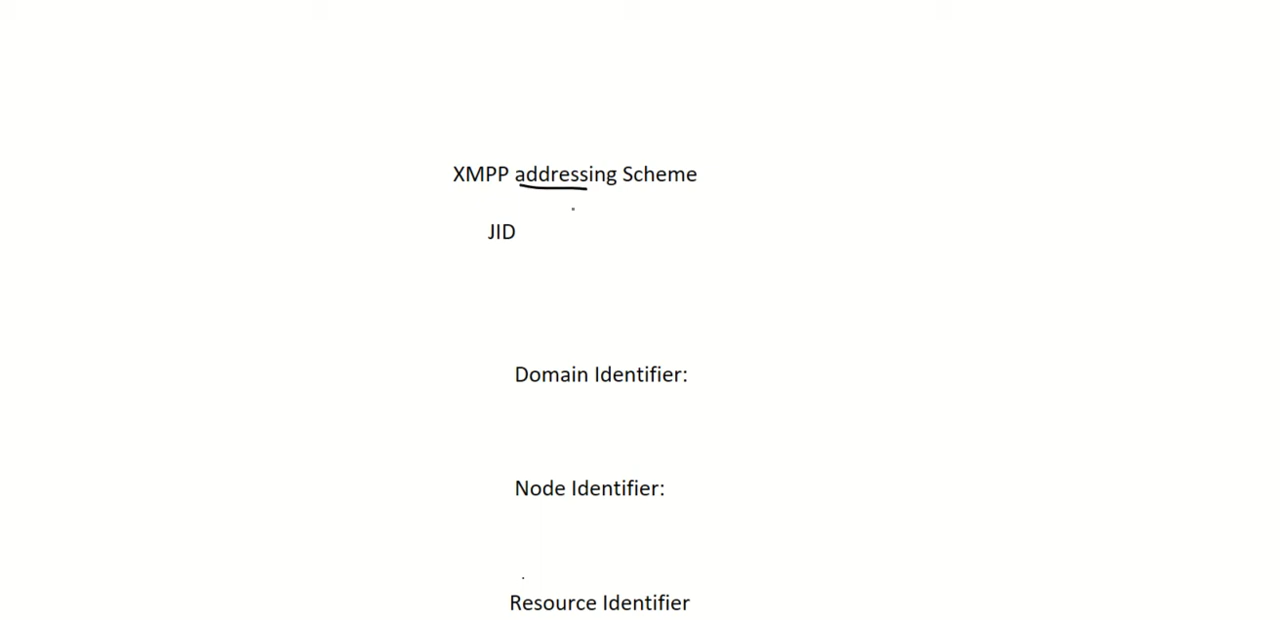 XMPP addressing Scheme
JID
Domain Identifier:
Node Identifier:
Resource Identifier